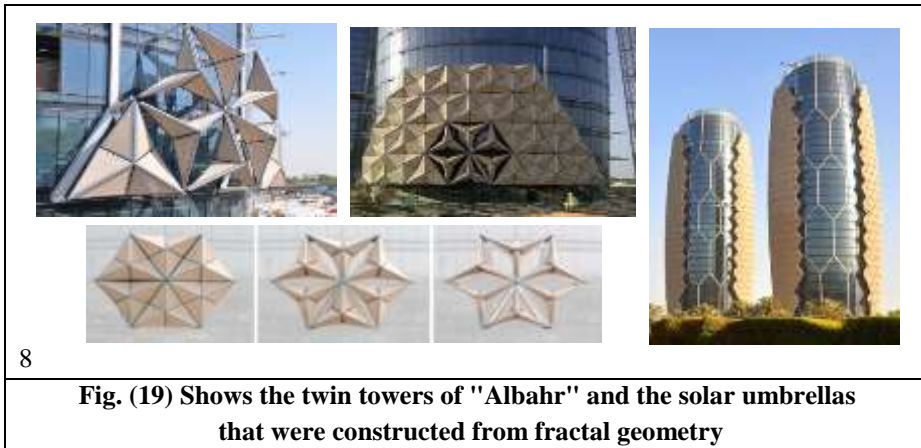 8
Fig. (19) Shows the twin towers of "Albahr" and the solar umbrellas
that were constructed from fractal geometry